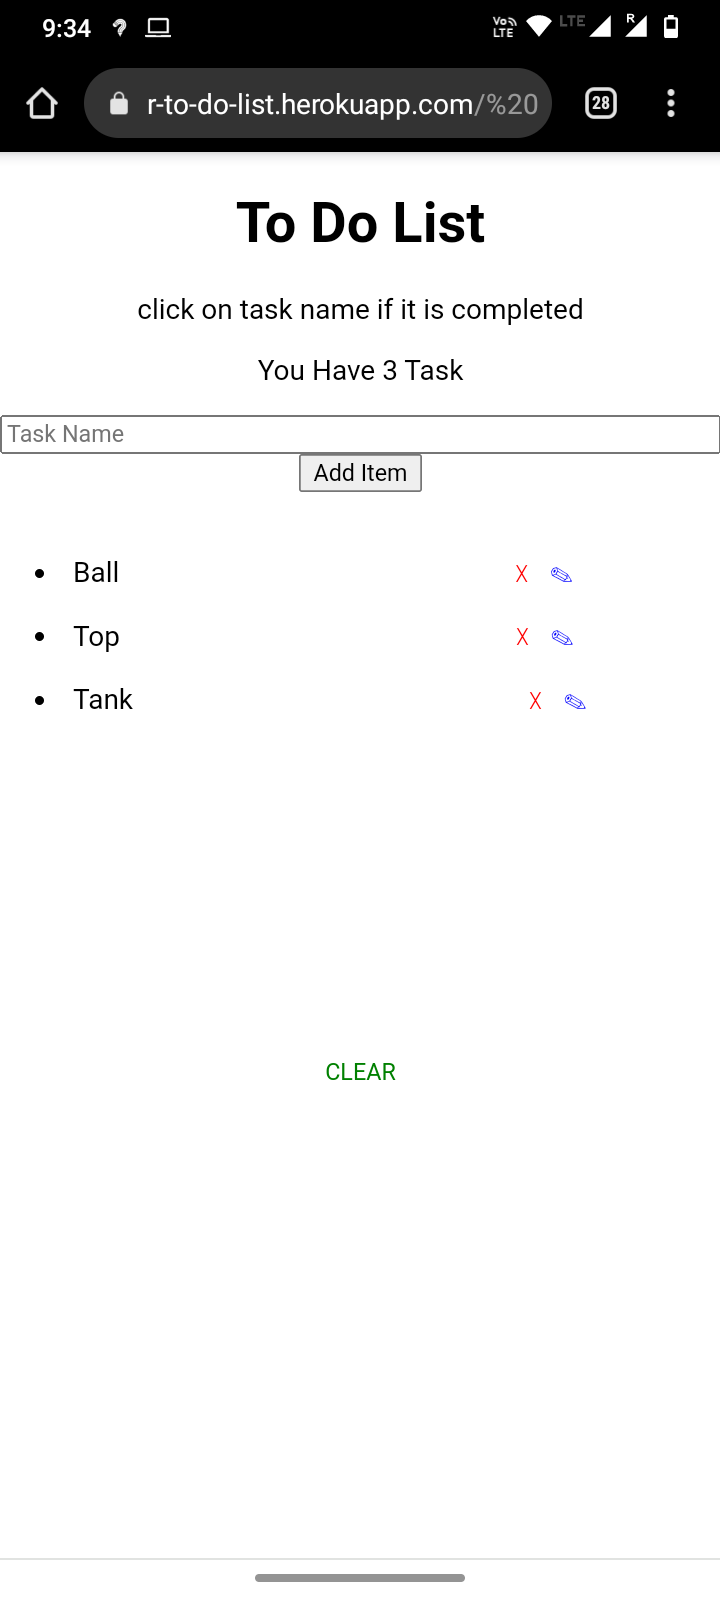 9:34 Vo LTE LTE R
r-to-do-list.herokuapp.com/%20 28
To Do List
click on task name if it is completed
You Have 3 Task
Task Name
Add Item
Ball X
Top X
Tank X
CLEAR